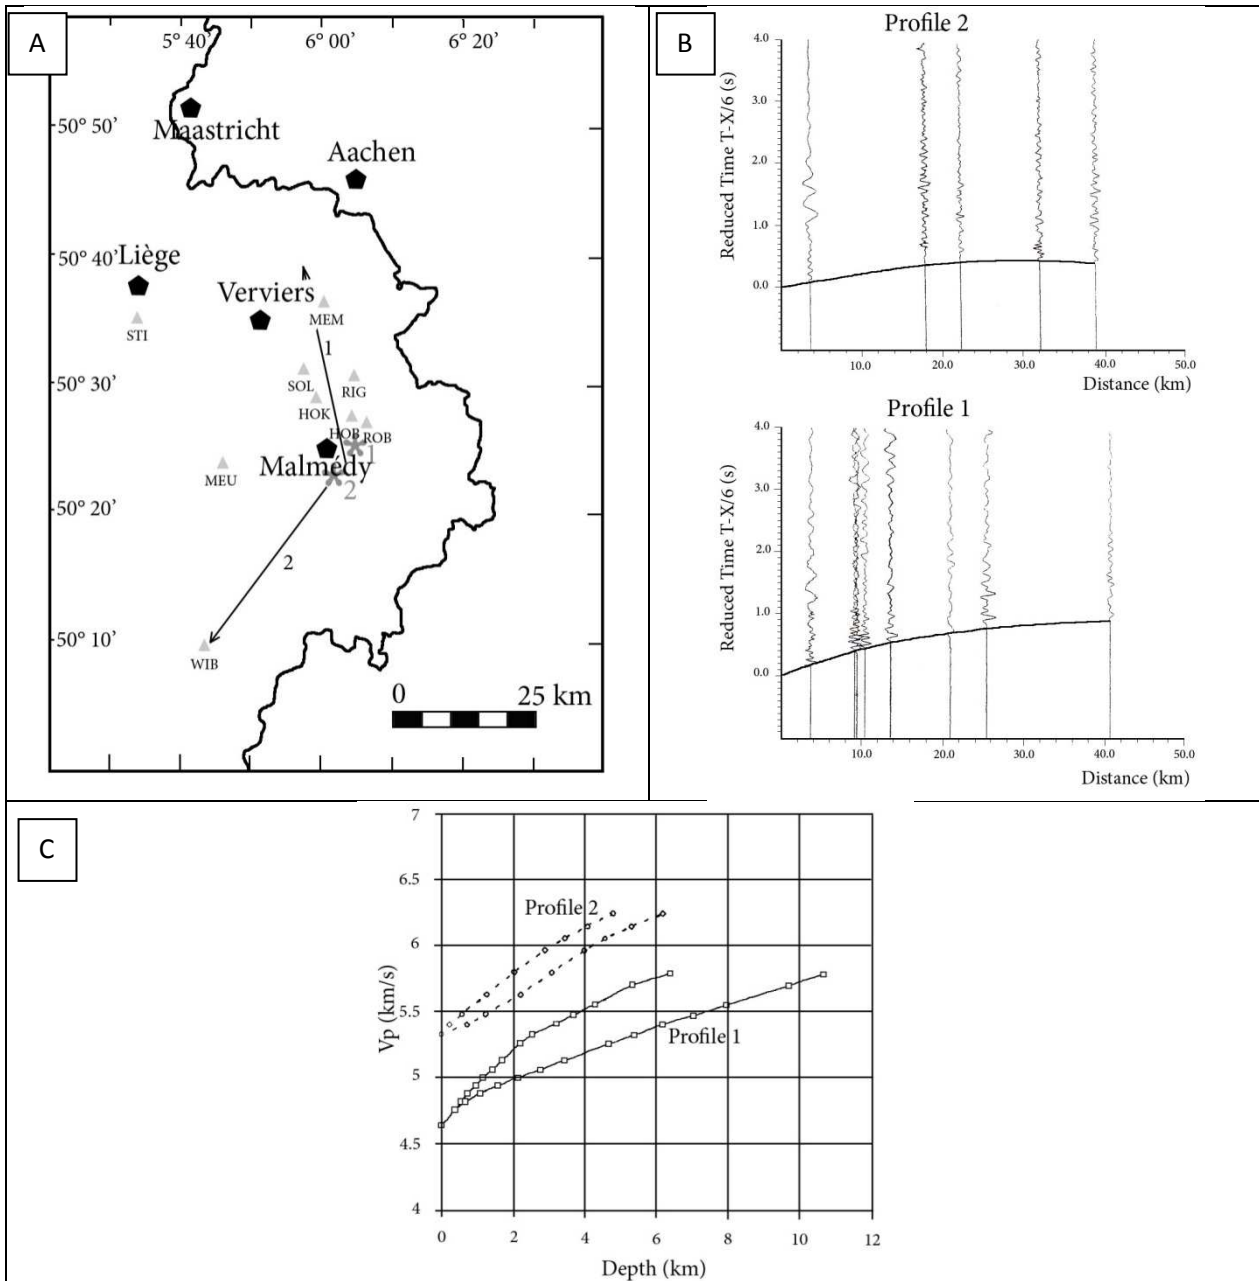 A
5° 40’ 6° 00’ 6° 20’
50° 50’
Maastricht
Aachen
50° 40’
Liège
Verviers
STI
MEM
1
50° 30’
SOL
RIG
HOK
HOB
ROB
1
Malmedy
MEU
2
50° 20’
2
50° 10’
WIB
0 25 km
B
Profile 2
Reduced Time T-X/6 (s)
4.0
3.0
2.0
1.0
0.0
10.0 20.0 30.0 40.0 50.0
Distance (km)
Profile 1
Reduced Time T-X/6 (s)
4.0
3.0
2.0
1.0
0.0
10.0 20.0 30.0 40.0 50.0
Distance (km)
C
Vp (km/s)
7
6.5
6
5.5
5
4.5
4
Profile 2
Profile 1
0 2 4 6 8 10 12
Depth (km)